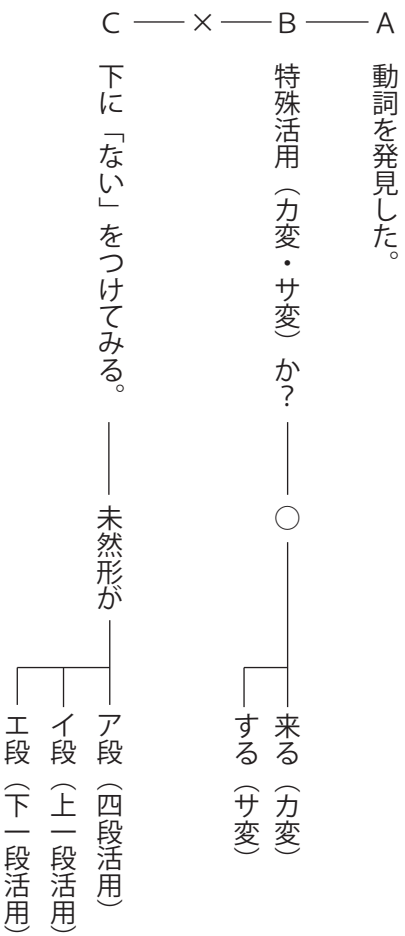 A 動詞を発見した。
B 特殊活用（カ変・サ変）か？ ○
来る（カ変）
する（サ変）
×
C 下に「ない」をつけてみる。 未然形が
ア段（四段活用）
イ段（上一段活用）
エ段（下一段活用）